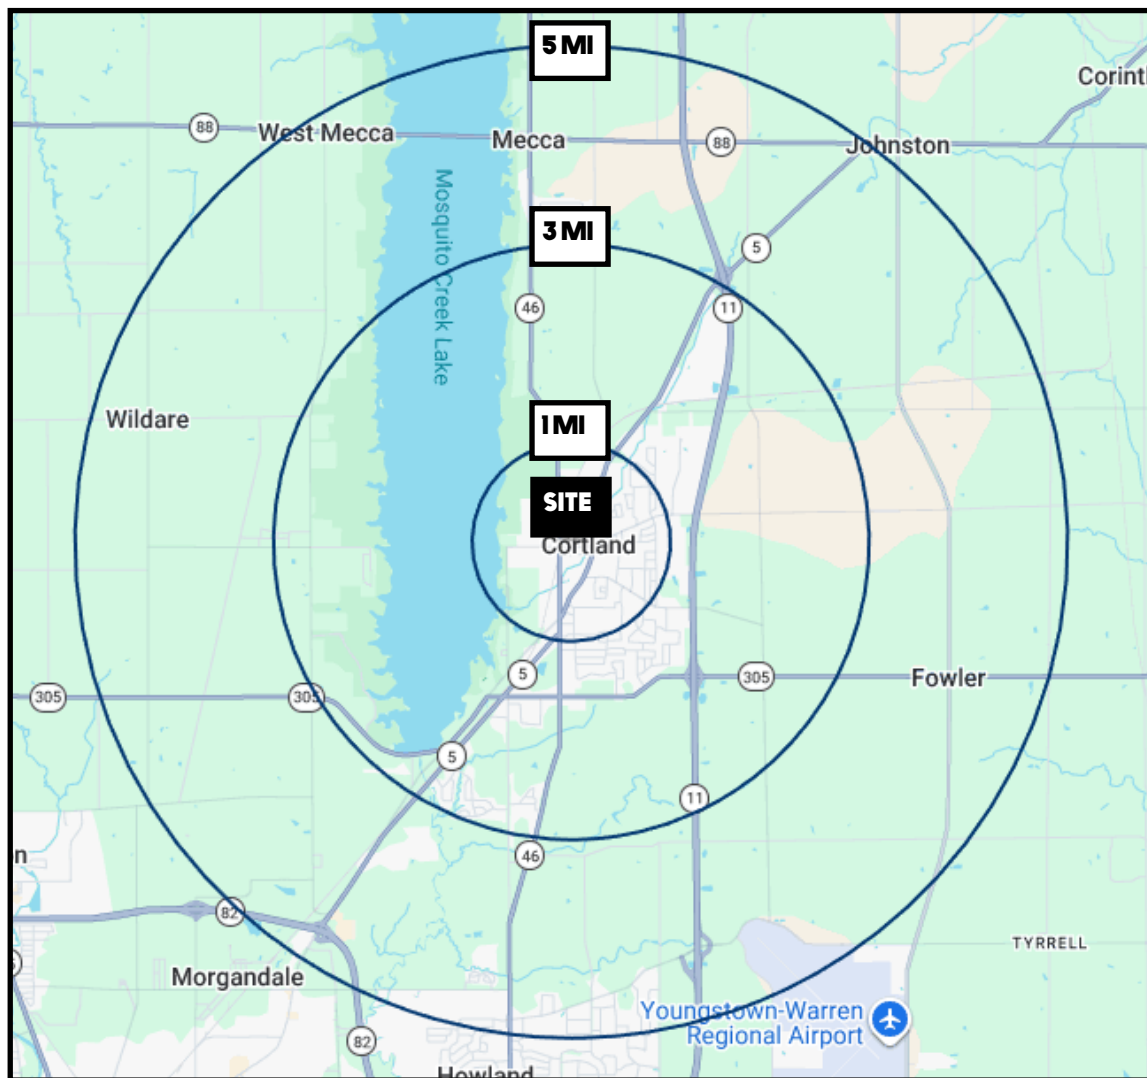 5 MI
Corint
88
West Mecca
Mecca
88
Johnston
Mosquito Creek Lake
3 MI
5
46
11
1 MI
Wildare
SITE
Cortland
5
305
305
305
Fowler
5
11
n
46
82
TYRRELL
Morgandale
Youngstown-Warren
Regional Airport
82
Howland